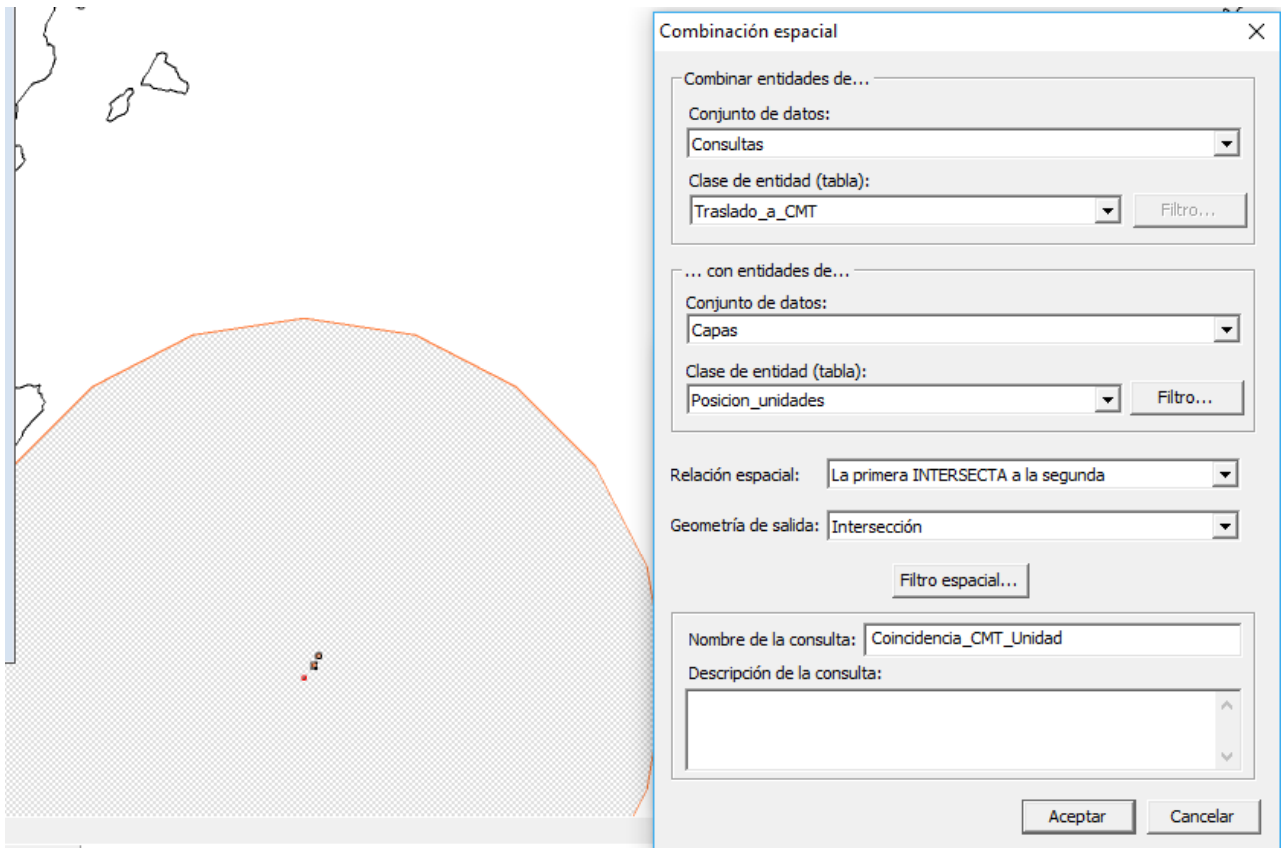 Combinación espacial
Combinar entidades de...
Conjunto de datos:
Consultas
Clase de entidad (tabla):
Traslado_a_CMT
Filtro...
... con entidades de...
Conjunto de datos:
Capas
Clase de entidad (tabla):
Posicion_unidades
Filtro...
Relación espacial:
La primera INTERSECTA a la segunda
Geometría de salida:
Intersección
Filtro espacial...
Nombre de la consulta:
Coincidencia_CMT_Unidad
Descripción de la consulta:
Aceptar
Cancelar